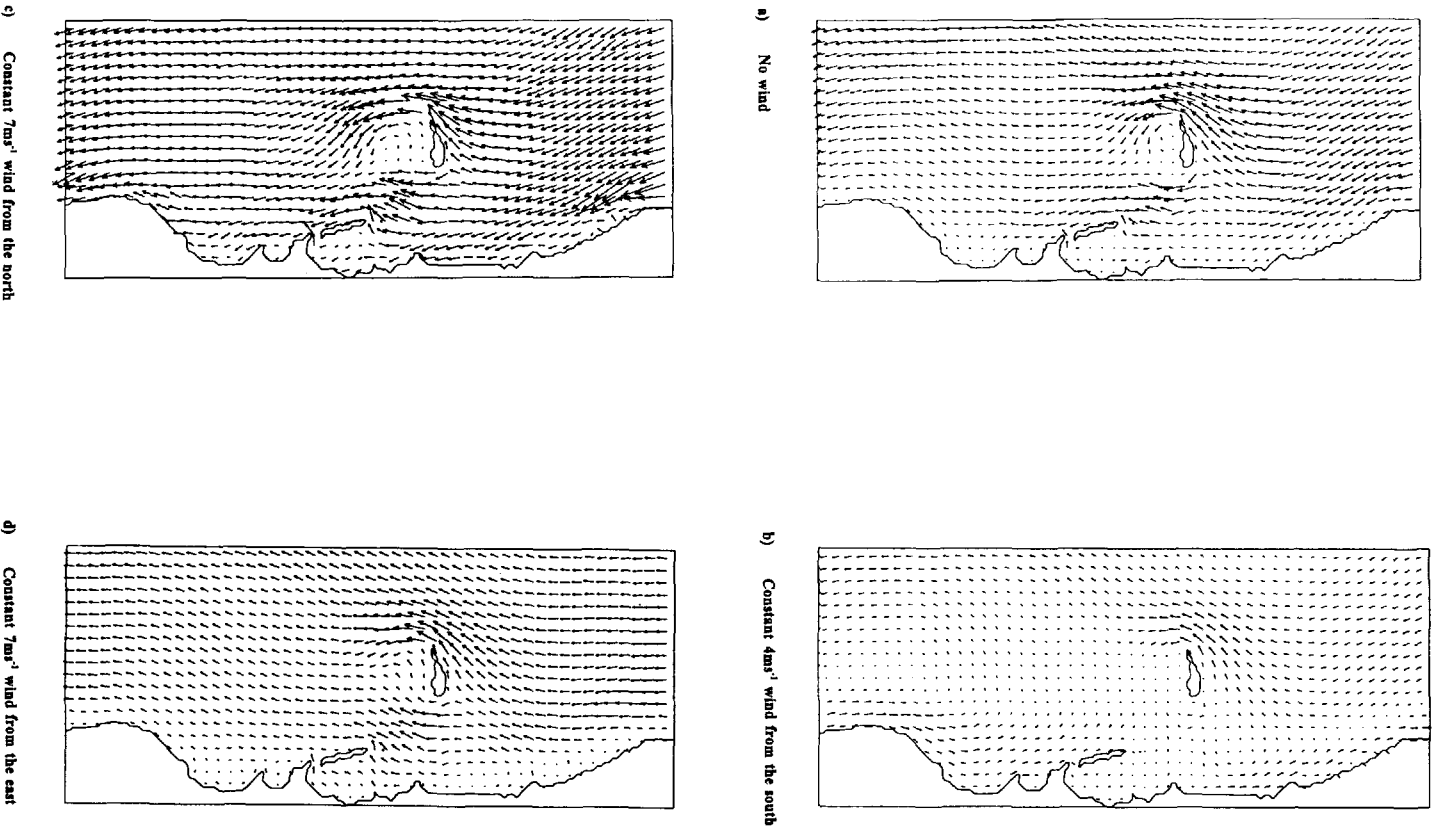 a) No wind
b) Constant 4ms⁻¹ wind from the south
c) Constant 7ms⁻¹ wind from the north
d) Constant 7ms⁻¹ wind from the east